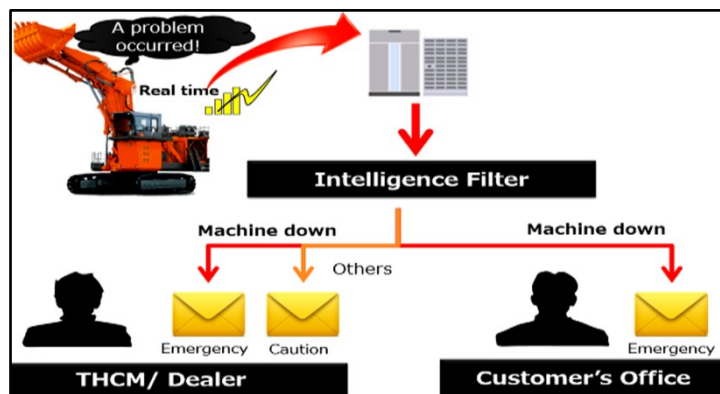 A problem
occurred!
Real time
Intelligence Filter
Machine down
Machine down
Others
Emergency
Caution
Emergency
THCM/ Dealer
Customer's Office